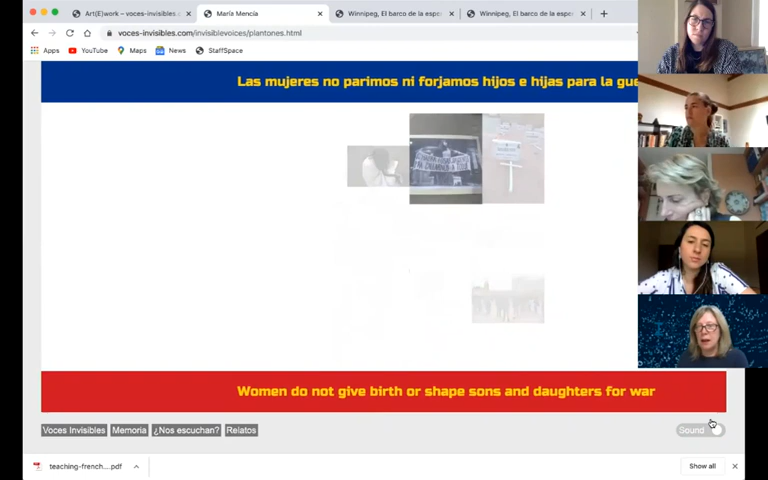 Art(E)work – voces-invisibles. c
María Mencía
Winnipeg, El barco de la espe
Winnipeg, El barco de la espe
voces-invisibles.com/invisiblevoices/plantones.html
Apps
YouTube
Maps
News
StaffSpace
Las mujeres no parimos ni forjamos hijos e hijas para la gue
Women do not give birth or shape sons and daughters for war
Voces Invisibles
Memoria
¿Nos escuchan?
Relatos
Sound
teaching-french....pdf
Show all